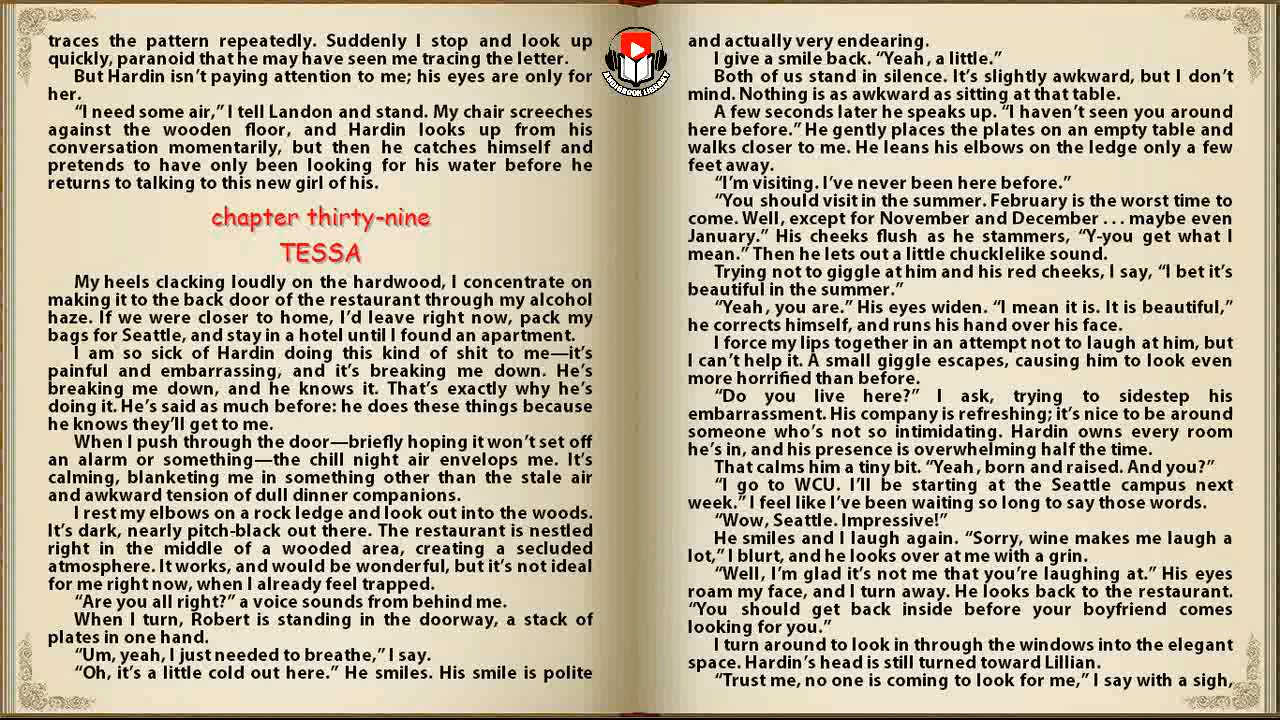 traces the pattern repeatedly. Suddenly I stop and look up
quickly, paranoid that he may have seen me tracing the letter.
But Hardin isn’t paying attention to me; his eyes are only for
her.
“I need some air,” I tell Landon and stand. My chair screeches
against the wooden floor, and Hardin looks up from his
conversation momentarily, but then he catches himself and
pretends to have only been looking for his water before he
returns to talking to this new girl of his.
chapter thirty-nine
TESSA
My heels clacking loudly on the hardwood, I concentrate on
making it to the back door of the restaurant through my alcohol
haze. If we were closer to home, I’d leave right now, pack my
bags for Seattle, and stay in a hotel until I found an apartment.
I am so sick of Hardin doing this kind of shit to me—it’s
painful and embarrassing, and it’s breaking me down. He’s
breaking me down, and he knows it. That’s exactly why he’s
doing it. He’s said as much before: he does these things because
he knows they’ll get to me.
When I push through the door—briefly hoping it won’t set off
an alarm or something—the chill night air envelops me. It’s
calming, blanketing me in something other than the stale air
and awkward tension of dull dinner companions.
I rest my elbows on a rock ledge and look out into the woods.
It’s dark, nearly pitch-black out there. The restaurant is nestled
right in the middle of a wooded area, creating a secluded
atmosphere. It works, and would be wonderful, but it’s not ideal
for me right now, when I already feel trapped.
“Are you all right?” a voice sounds from behind me.
When I turn, Robert is standing in the doorway, a stack of
plates in one hand.
“Um, yeah, I just needed to breathe,” I say.
“Oh, it’s a little cold out here.” He smiles. His smile is polite
AUDIOBOOK LIBRARY
and actually very endearing.
I give a smile back. “Yeah, a little.”
Both of us stand in silence. It’s slightly awkward, but I don’t
mind. Nothing is as awkward as sitting at that table.
A few seconds later he speaks up. “I haven’t seen you around
here before.” He gently places the plates on an empty table and
walks closer to me. He leans his elbows on the ledge only a few
feet away.
“I’m visiting. I’ve never been here before.”
“You should visit in the summer. February is the worst time to
come. Well, except for November and December . . . maybe even
January.” His cheeks flush as he stammers, “Y-you get what I
mean.” Then he lets out a little chucklelike sound.
Trying not to giggle at him and his red cheeks, I say, “I bet it’s
beautiful in the summer.”
“Yeah, you are.” His eyes widen. “I mean it is. It is beautiful,”
he corrects himself, and runs his hand over his face.
I force my lips together in an attempt not to laugh at him, but
I can’t help it. A small giggle escapes, causing him to look even
more horrified than before.
“Do you live here?” I ask, trying to sidestep his
embarrassment. His company is refreshing; it’s nice to be around
someone who’s not so intimidating. Hardin owns every room
he’s in, and his presence is overwhelming half the time.
That calms him a tiny bit. “Yeah, born and raised. And you?”
“I go to WCU. I’ll be starting at the Seattle campus next
week.” I feel like I’ve been waiting so long to say those words.
“Wow, Seattle. Impressive!”
He smiles and I laugh again. “Sorry, wine makes me laugh a
lot,” I blurt, and he looks over at me with a grin.
“Well, I’m glad it’s not me that you’re laughing at.” His eyes
roam my face, and I turn away. He looks back to the restaurant.
“You should get back inside before your boyfriend comes
looking for you.”
I turn around to look in through the windows into the elegant
space. Hardin’s head is still turned toward Lillian.
“Trust me, no one is coming to look for me,” I say with a sigh,